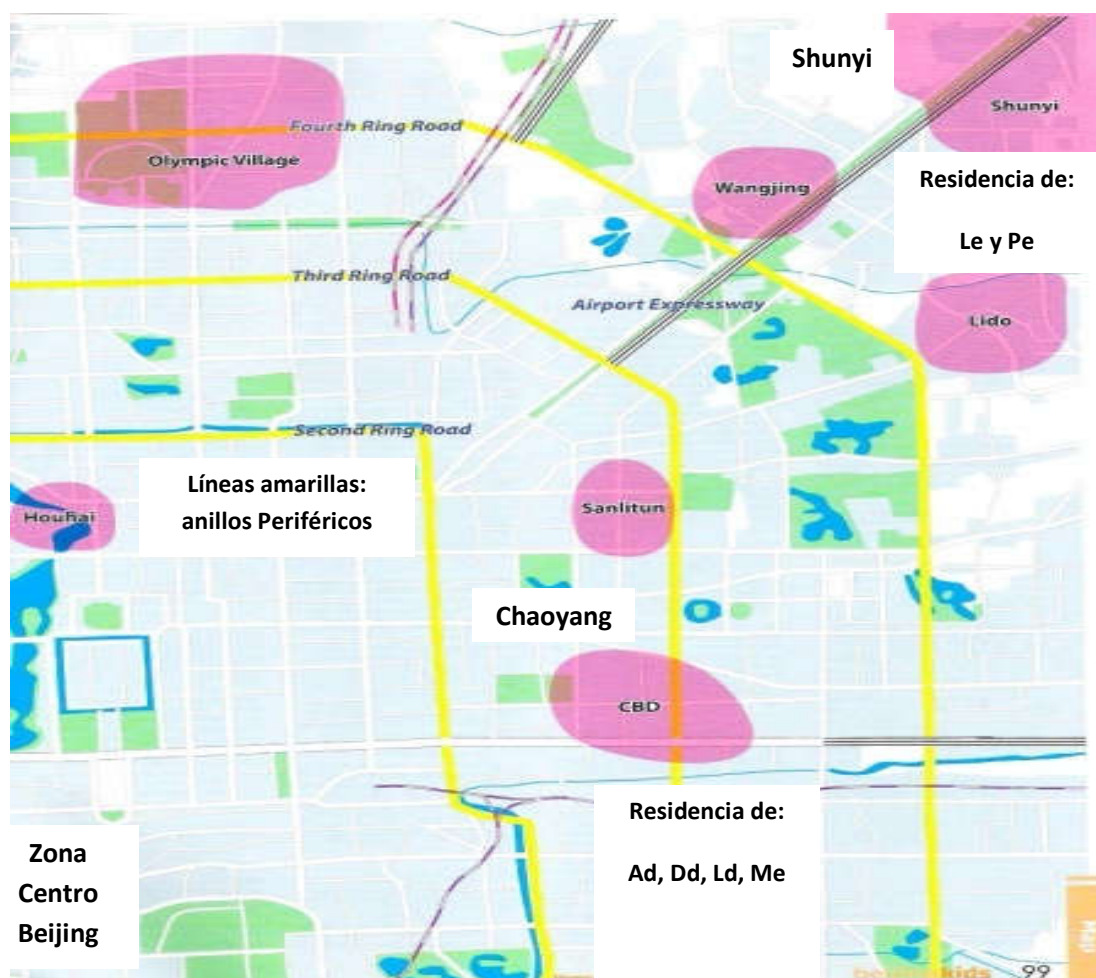 Shunyi
Shunyi
Fourth Ring Road
Olympic Village
Wangjing
Residencia de:
Le y Pe
Third Ring Road
Airport Expressway
Lido
Second Ring Road
Líneas amarillas:
anillos Periféricos
Houhai
Sanlitun
Chaoyang
CBD
Residencia de:
Ad, Dd, Ld, Me
Zona
Centro
Beijing
Map
kids
99